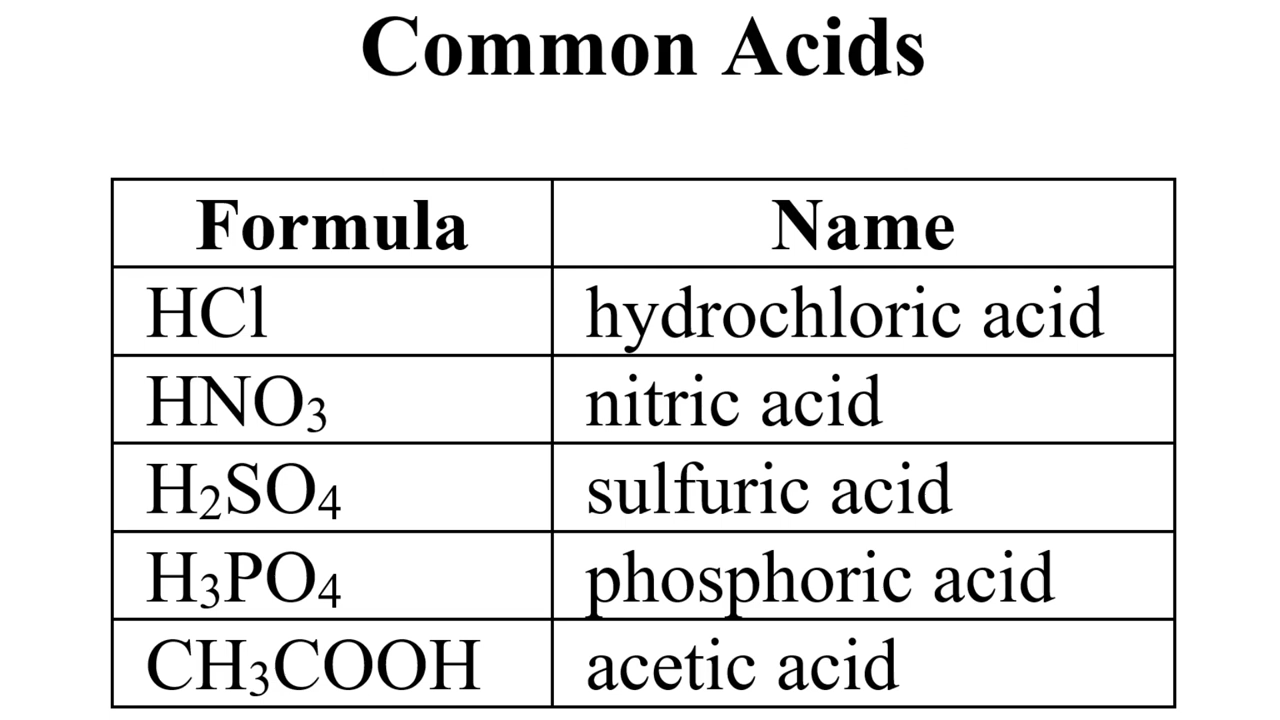 Common Acids
Formula Name
HCl hydrochloric acid
HNO₃ nitric acid
H₂SO₄ sulfuric acid
H₃PO₄ phosphoric acid
CH₃COOH acetic acid